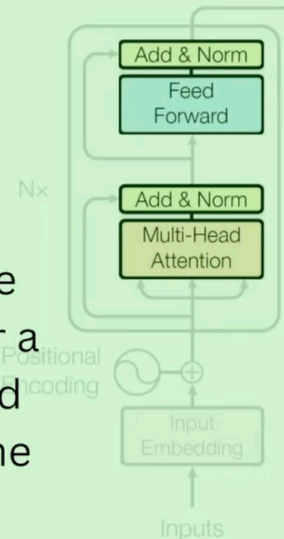 Add & Norm
Feed
Forward
Nx
Add & Norm
Multi-Head
Attention
e
r a
Positional
Encoding
d
ne
Input
Embedding
Inputs